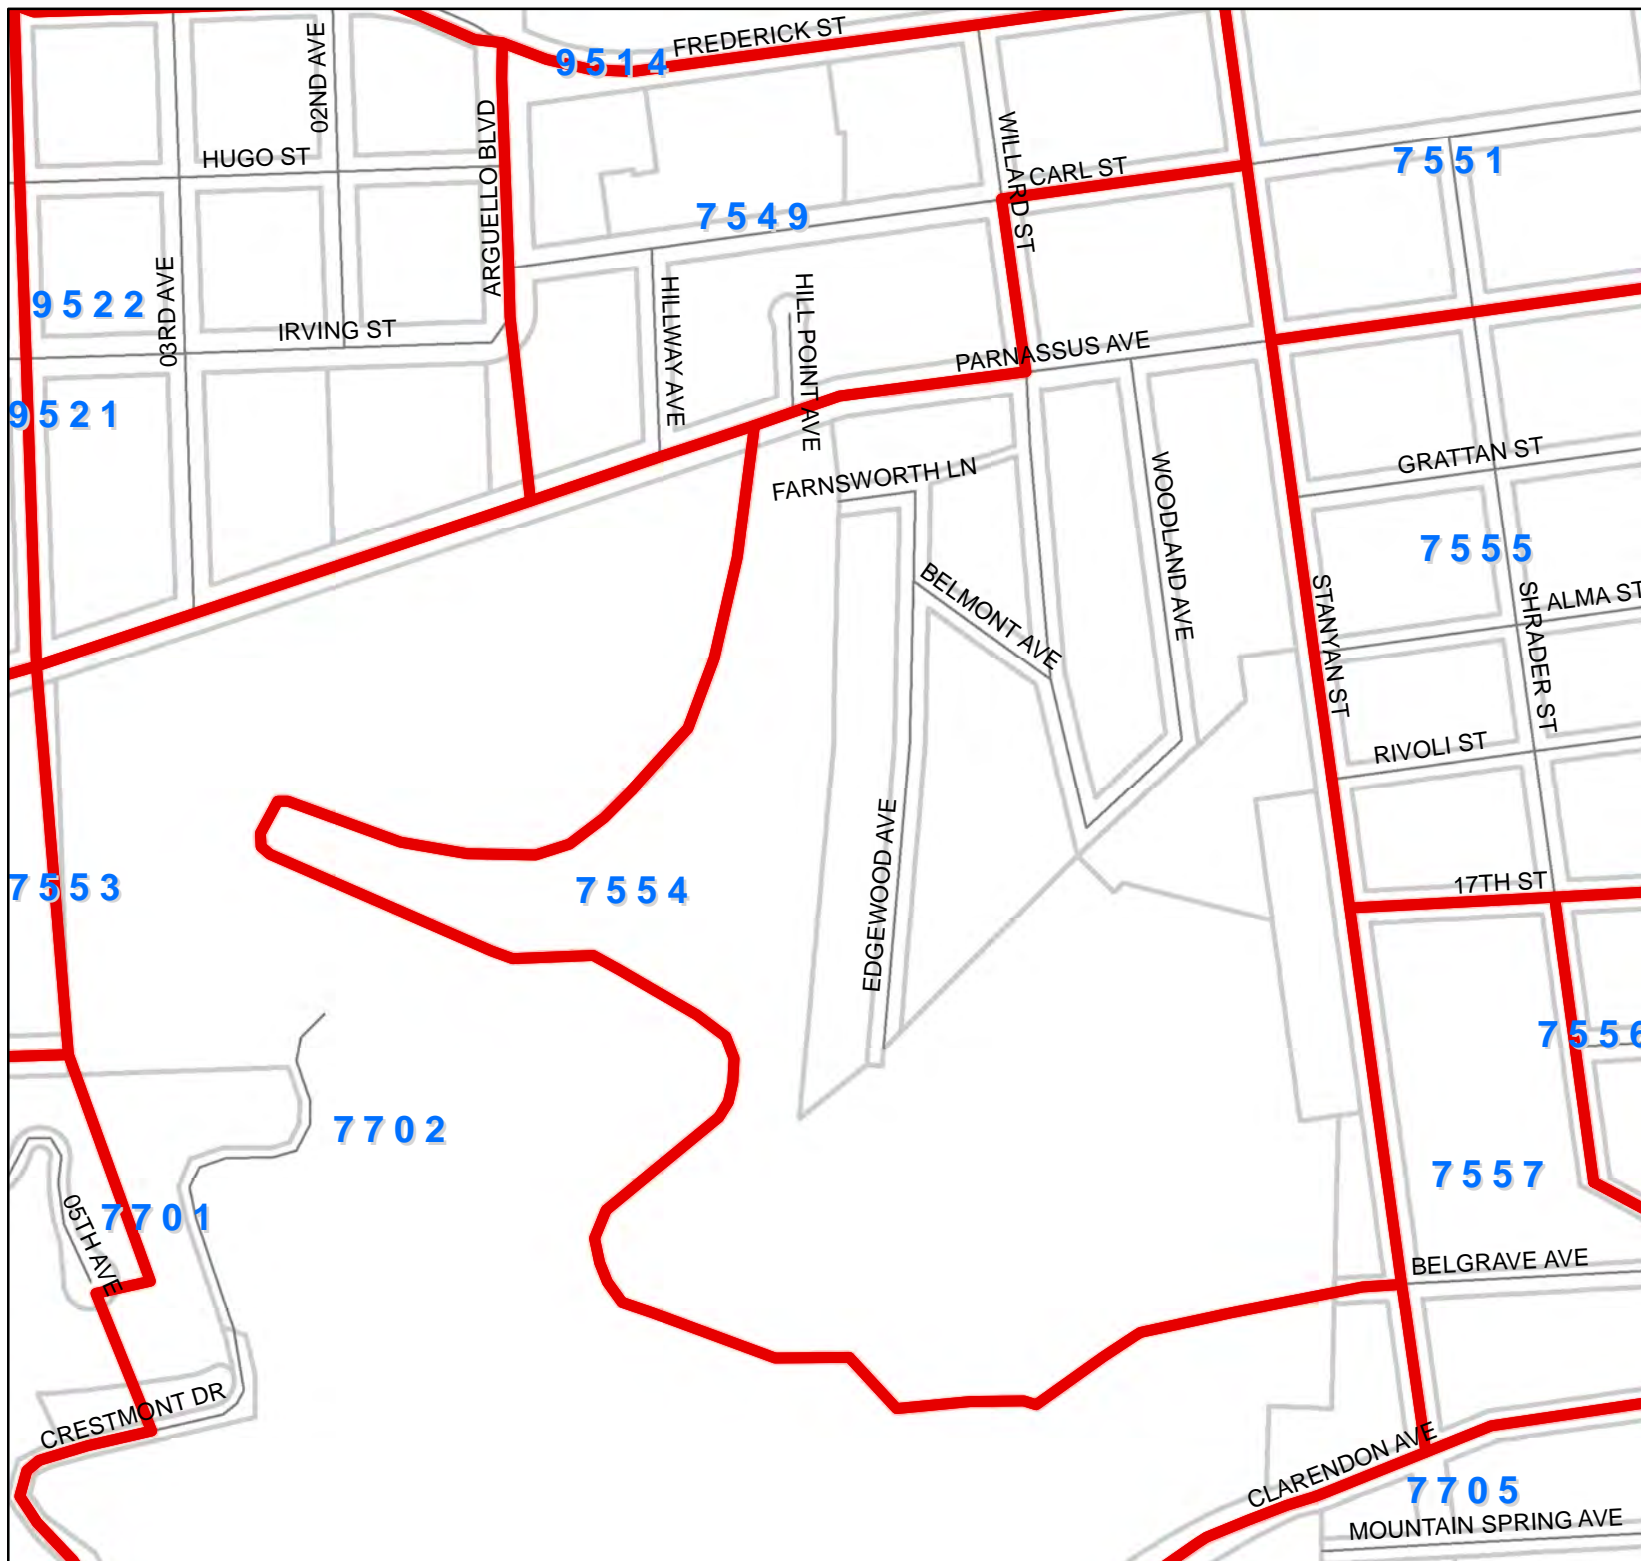 FREDERICK ST
9514
02ND AVE
HUGO ST
ARGUELLO BLVD
WILLARD ST
CARL ST
7551
7549
9522
03RD AVE
IRVING ST
HILLWAY AVE
HILL POINT AVE
PARNASSUS AVE
9521
FARNSWORTH LN
WOODLAND AVE
GRATTAN ST
7555
BELMONT AVE
STANYAN ST
SHRADER ST
ALMA ST
RIVOLI ST
7553
7554
EDGEWOOD AVE
17TH ST
7556
7702
7557
05TH AVE
7701
BELGRAVE AVE
CRESTMONT DR
CLARENDON AVE
7705
MOUNTAIN SPRING AVE